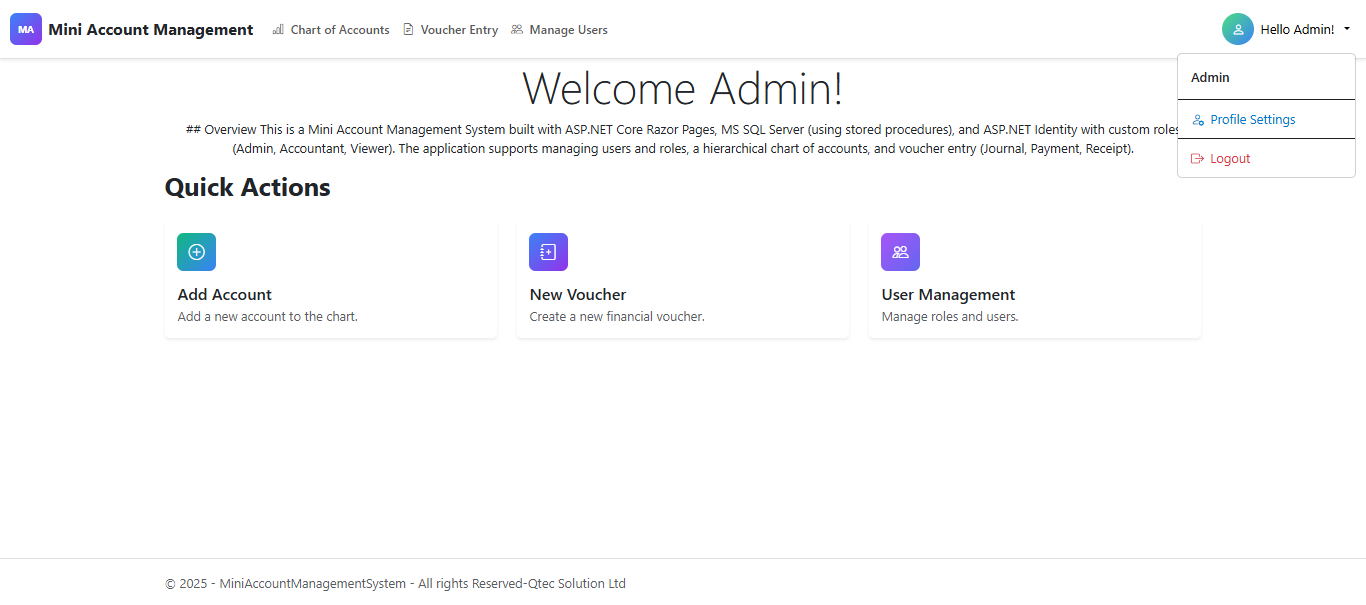 MA Mini Account Management Chart of Accounts Voucher Entry Manage Users Hello Admin!
Admin
Profile Settings
Logout
Welcome Admin!
## Overview This is a Mini Account Management System built with ASP.NET Core Razor Pages, MS SQL Server (using stored procedures), and ASP.NET Identity with custom roles
(Admin, Accountant, Viewer). The application supports managing users and roles, a hierarchical chart of accounts, and voucher entry (Journal, Payment, Receipt).
Quick Actions
Add Account
Add a new account to the chart.
New Voucher
Create a new financial voucher.
User Management
Manage roles and users.
© 2025 - MiniAccountManagementSystem - All rights Reserved-Qtec Solution Ltd